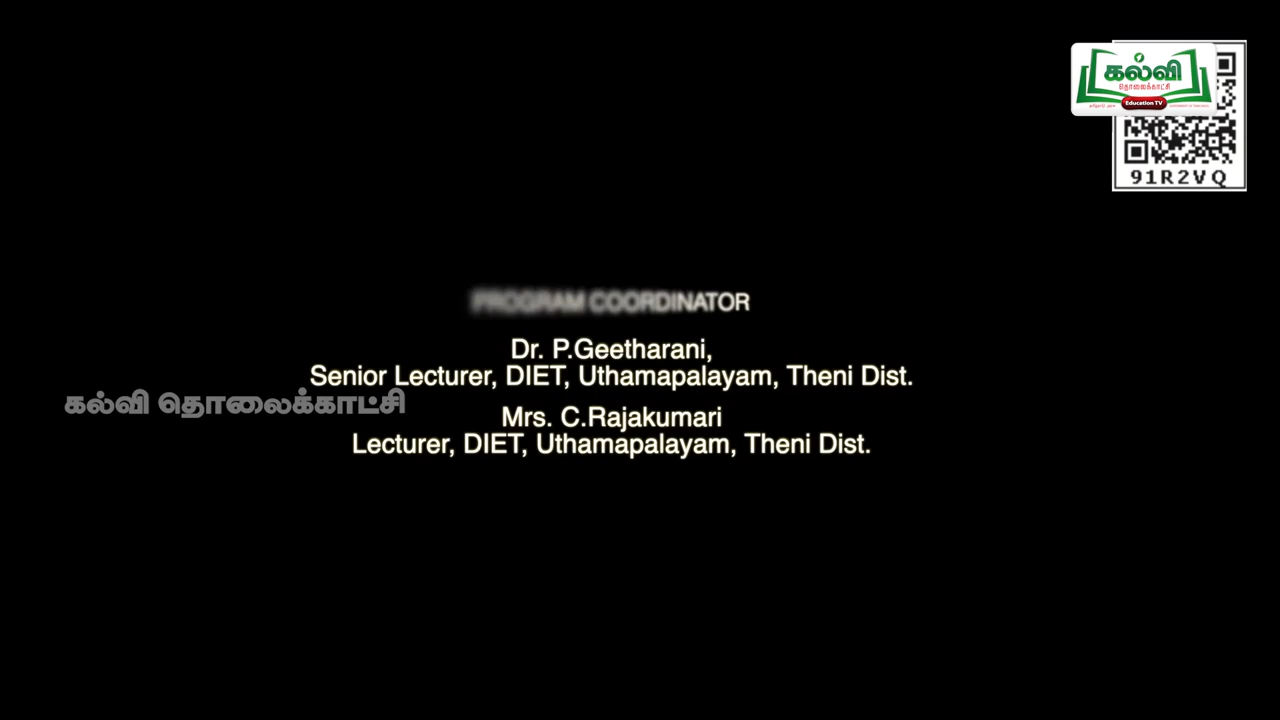 கல்வி
தொலைக்காட்சி
Education TV
91R2VQ
PROGRAM COORDINATOR
Dr. P.Geetharani,
Senior Lecturer, DIET, Uthamapalayam, Theni Dist.
கல்வி தொலைக்காட்சி
Mrs. C.Rajakumari
Lecturer, DIET, Uthamapalayam, Theni Dist.